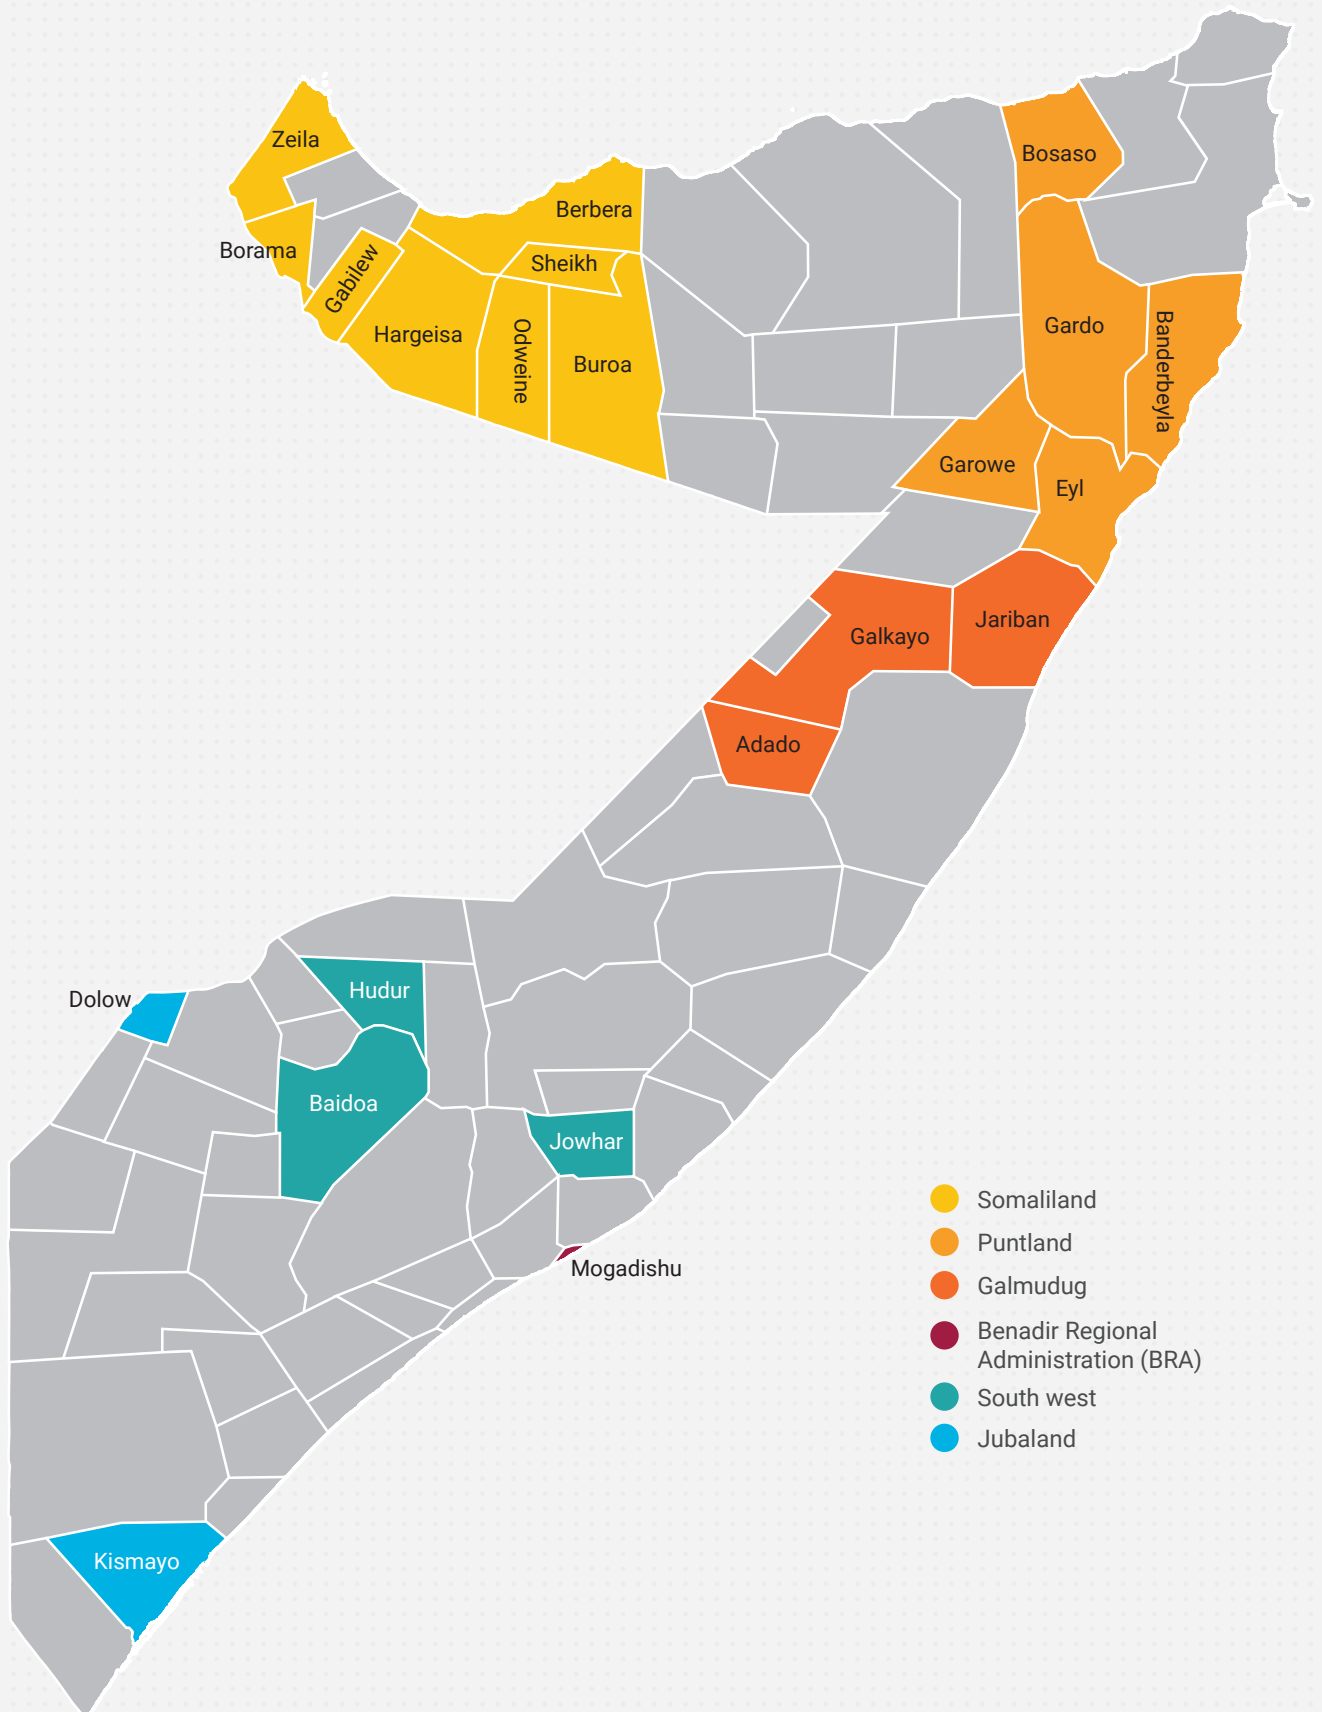 Zeila
Bosaso
Berbera
Borama
Sheikh
Gabilew
Hargeisa
Odweine
Buroa
Gardo
Banderbeyla
Garowe
Eyl
Jariban
Galkayo
Adado
Hudur
Dolow
Baidoa
Jowhar
Mogadishu
Kismayo
Somaliland
Puntland
Galmudug
Benadir Regional
Administration (BRA)
South west
Jubaland